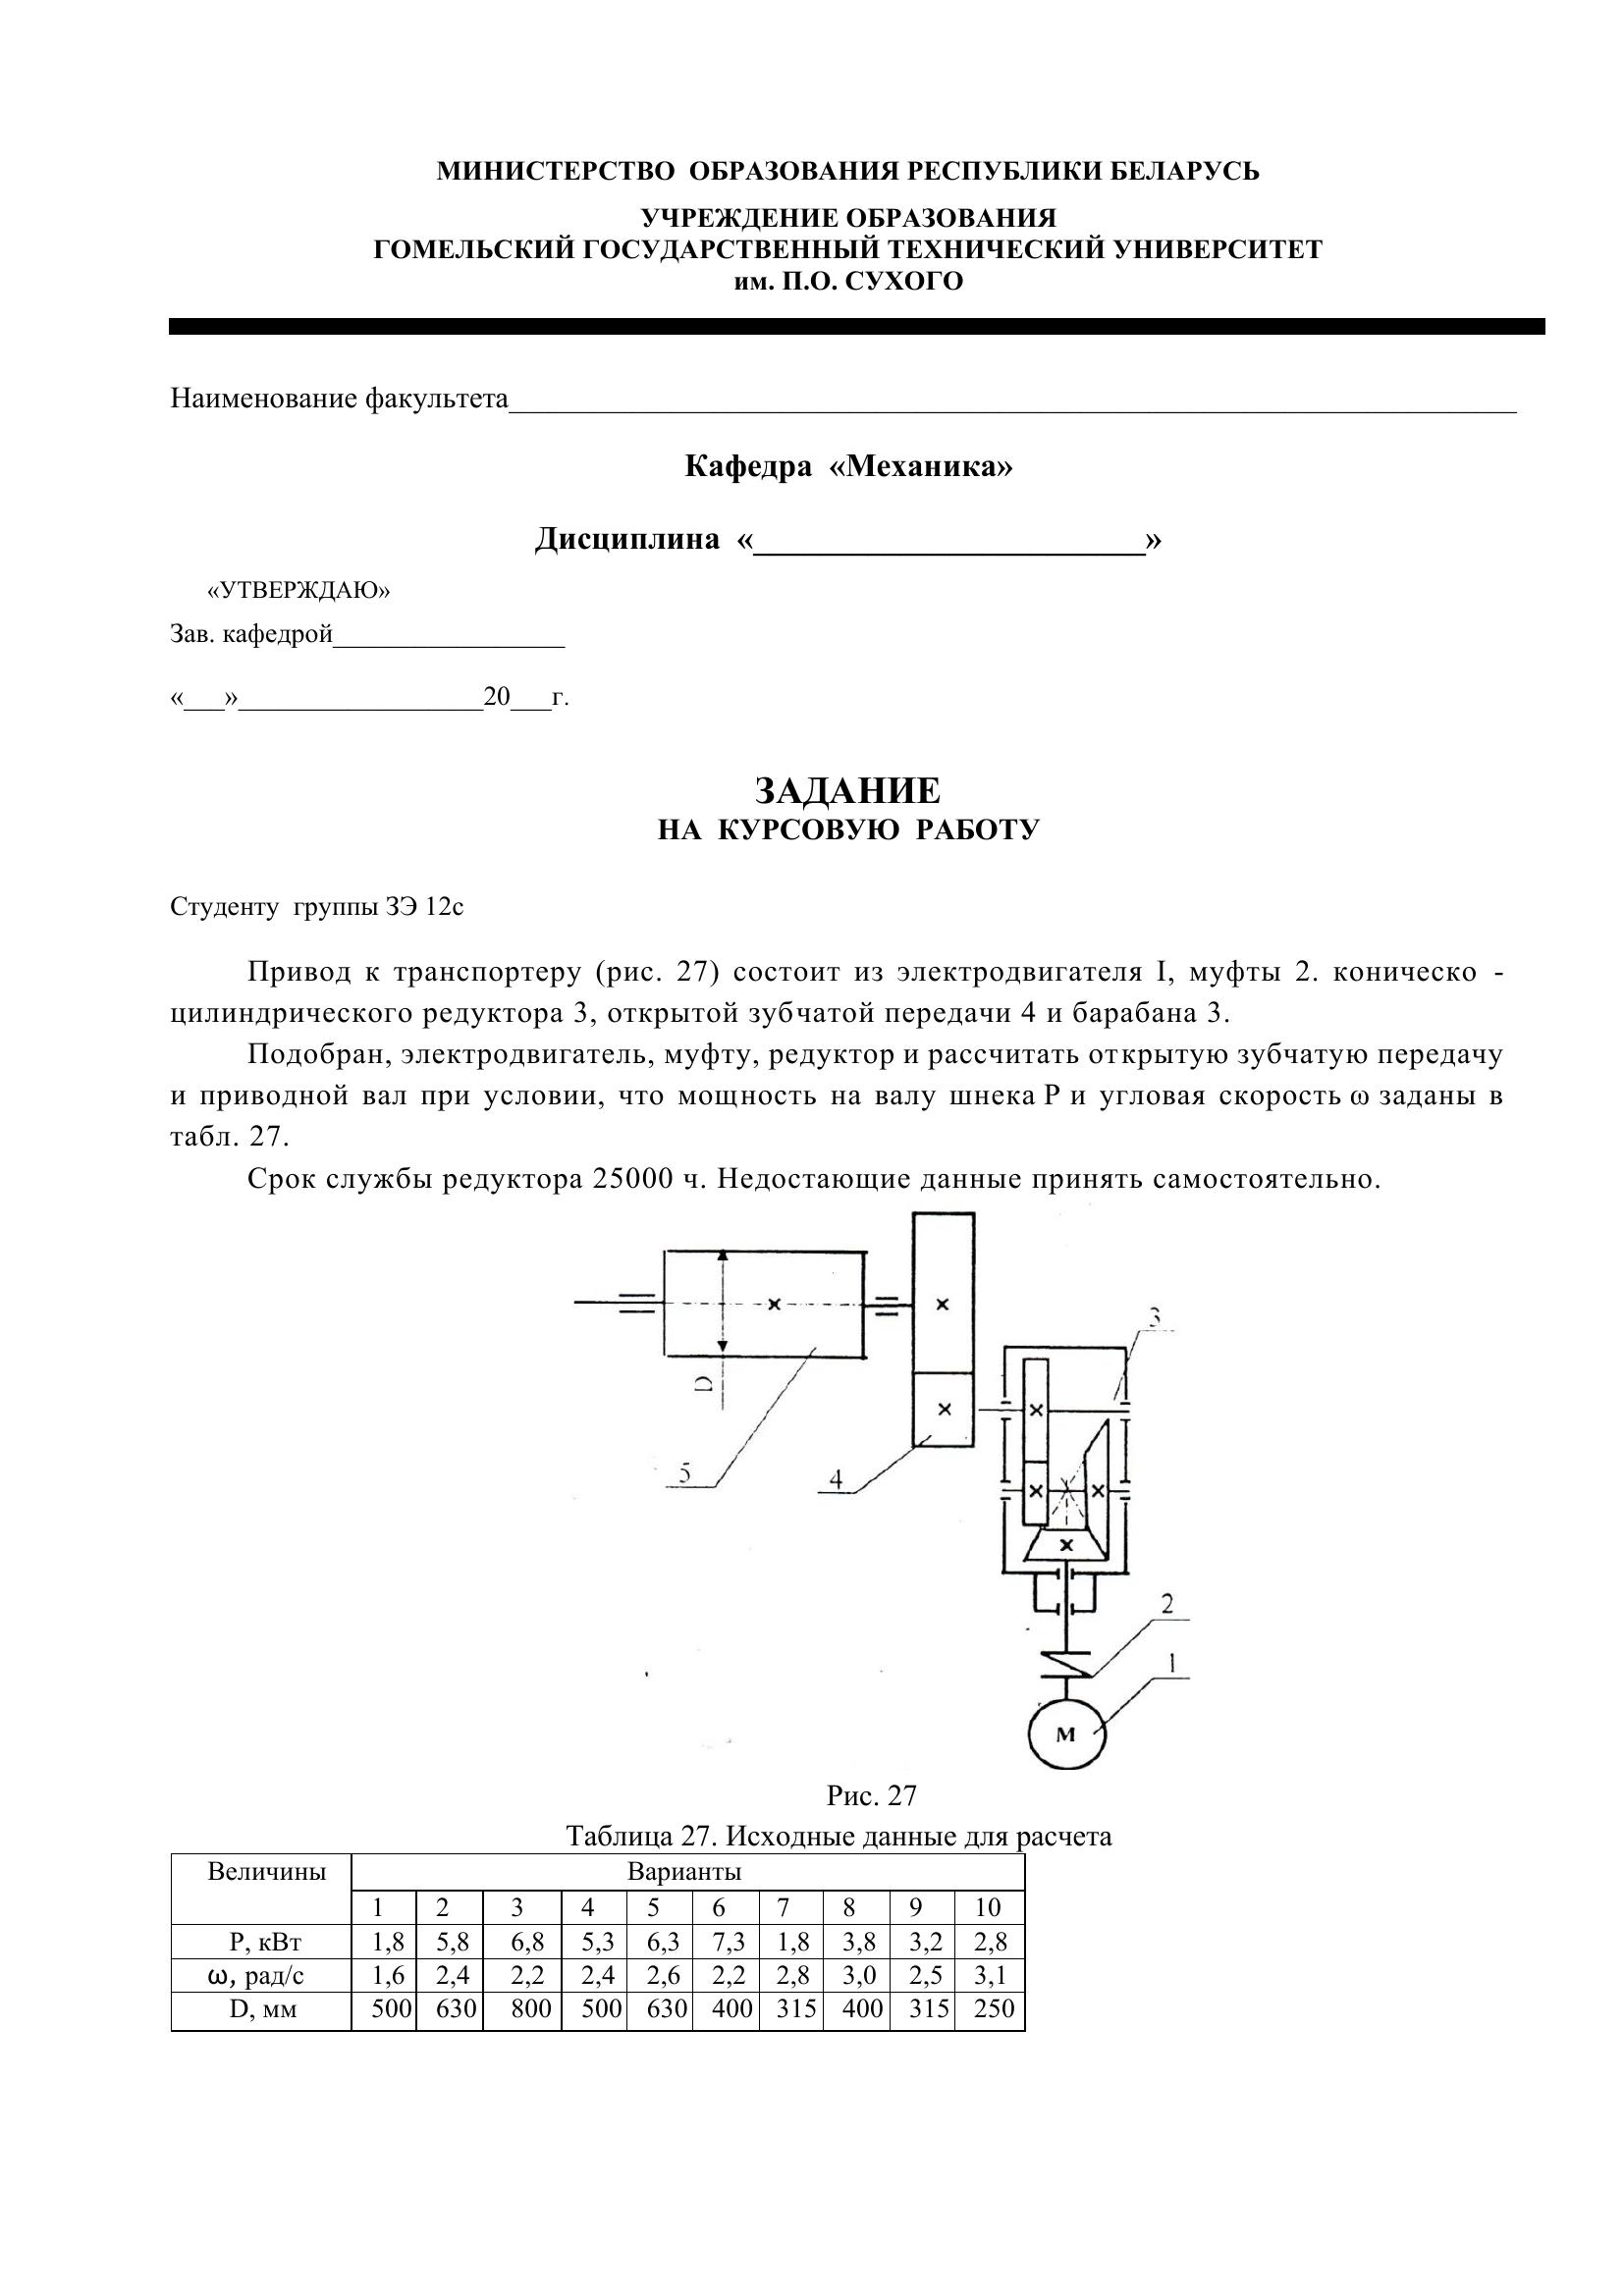 МИНИСТЕРСТВО ОБРАЗОВАНИЯ РЕСПУБЛИКИ БЕЛАРУСЬ
УЧРЕЖДЕНИЕ ОБРАЗОВАНИЯ
ГОМЕЛЬСКИЙ ГОСУДАРСТВЕННЫЙ ТЕХНИЧЕСКИЙ УНИВЕРСИТЕТ
им. П.О. СУХОГО
Наименование факультета
Кафедра «Механика»
Дисциплина «________________________»
«УТВЕРЖДАЮ»
Зав. кафедрой_________________
«___»__________________20___г.
ЗАДАНИЕ
НА КУРСОВУЮ РАБОТУ
Студенту группы ЗЭ 12с
Привод к транспортеру (рис. 27) состоит из электродвигателя I, муфты 2. коническо -
цилиндрического редуктора 3, открытой зубчатой передачи 4 и барабана 3.
Подобран, электродвигатель, муфту, редуктор и рассчитать открытую зубчатую передачу
и приводной вал при условии, что мощность на валу шнека Р и угловая скорость ω заданы в
табл. 27.
Срок службы редуктора 25000 ч. Недостающие данные принять самостоятельно.
3
D
5
4
2
1
М
Рис. 27
Таблица 27. Исходные данные для расчета
Величины Варианты
1 2 3 4 5 6 7 8 9 10
Р, кВт 1,8 5,8 6,8 5,3 6,3 7,3 1,8 3,8 3,2 2,8
ω, рад/с 1,6 2,4 2,2 2,4 2,6 2,2 2,8 3,0 2,5 3,1
D, мм 500 630 800 500 630 400 315 400 315 250